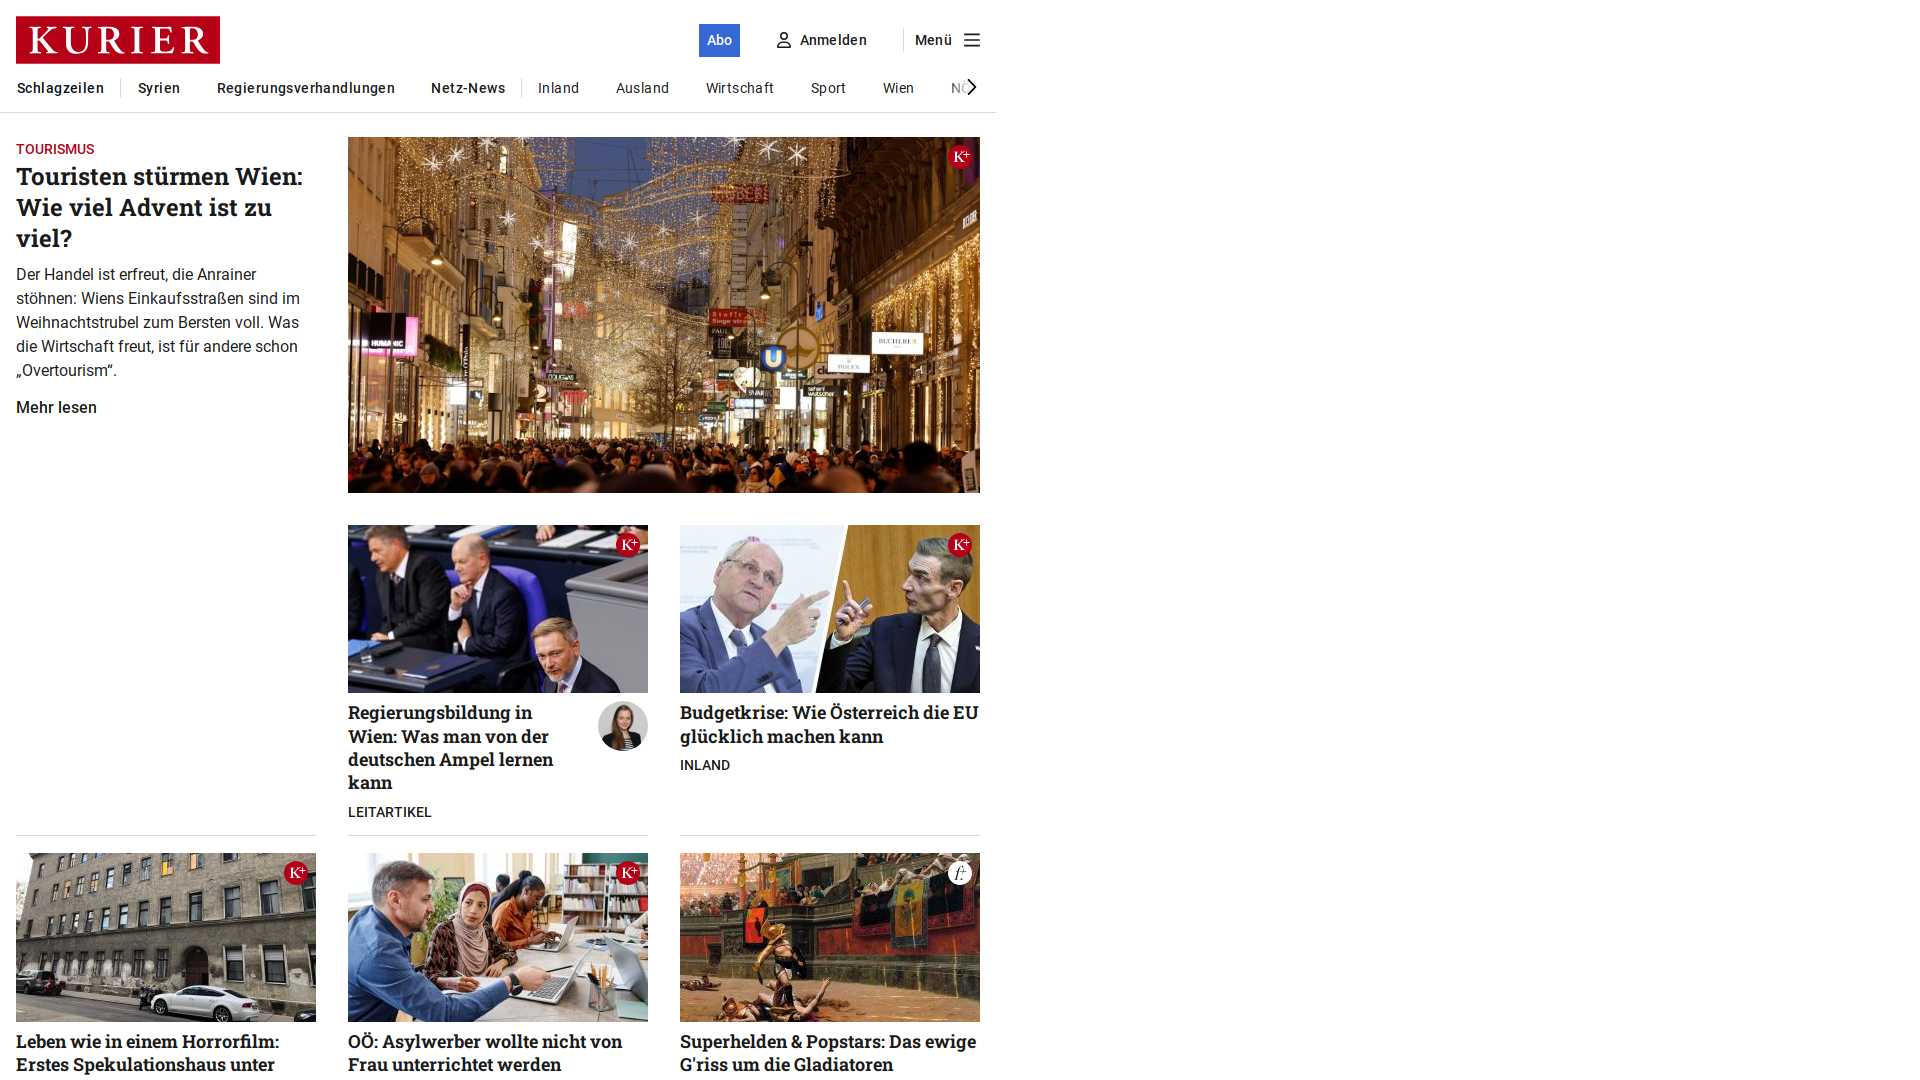 KURIER
Abo
Anmelden
Menü
Schlagzeilen
Syrien
Regierungsverhandlungen
Netz-News
Inland
Ausland
Wirtschaft
Sport
Wien
NÖ
TOURISMUS
Touristen stürmen Wien:
Wie viel Advent ist zu
viel?
Der Handel ist erfreut, die Anrainer
stöhnen: Wiens Einkaufsstraßen sind im
Weihnachtstrubel zum Bersten voll. Was
die Wirtschaft freut, ist für andere schon
„Overtourism“.
Mehr lesen
K+
HUMANIC
DOUGLAS
BUCHERER
ROLEX
U
K+
Regierungsbildung in
Wien: Was man von der
deutschen Ampel lernen
kann
LEITARTIKEL
K+
Budgetkrise: Wie Österreich die EU
glücklich machen kann
INLAND
K+
Leben wie in einem Horrorfilm:
Erstes Spekulationshaus unter
K+
OÖ: Asylwerber wollte nicht von
Frau unterrichtet werden
f+
Superhelden & Popstars: Das ewige
G'riss um die Gladiatoren